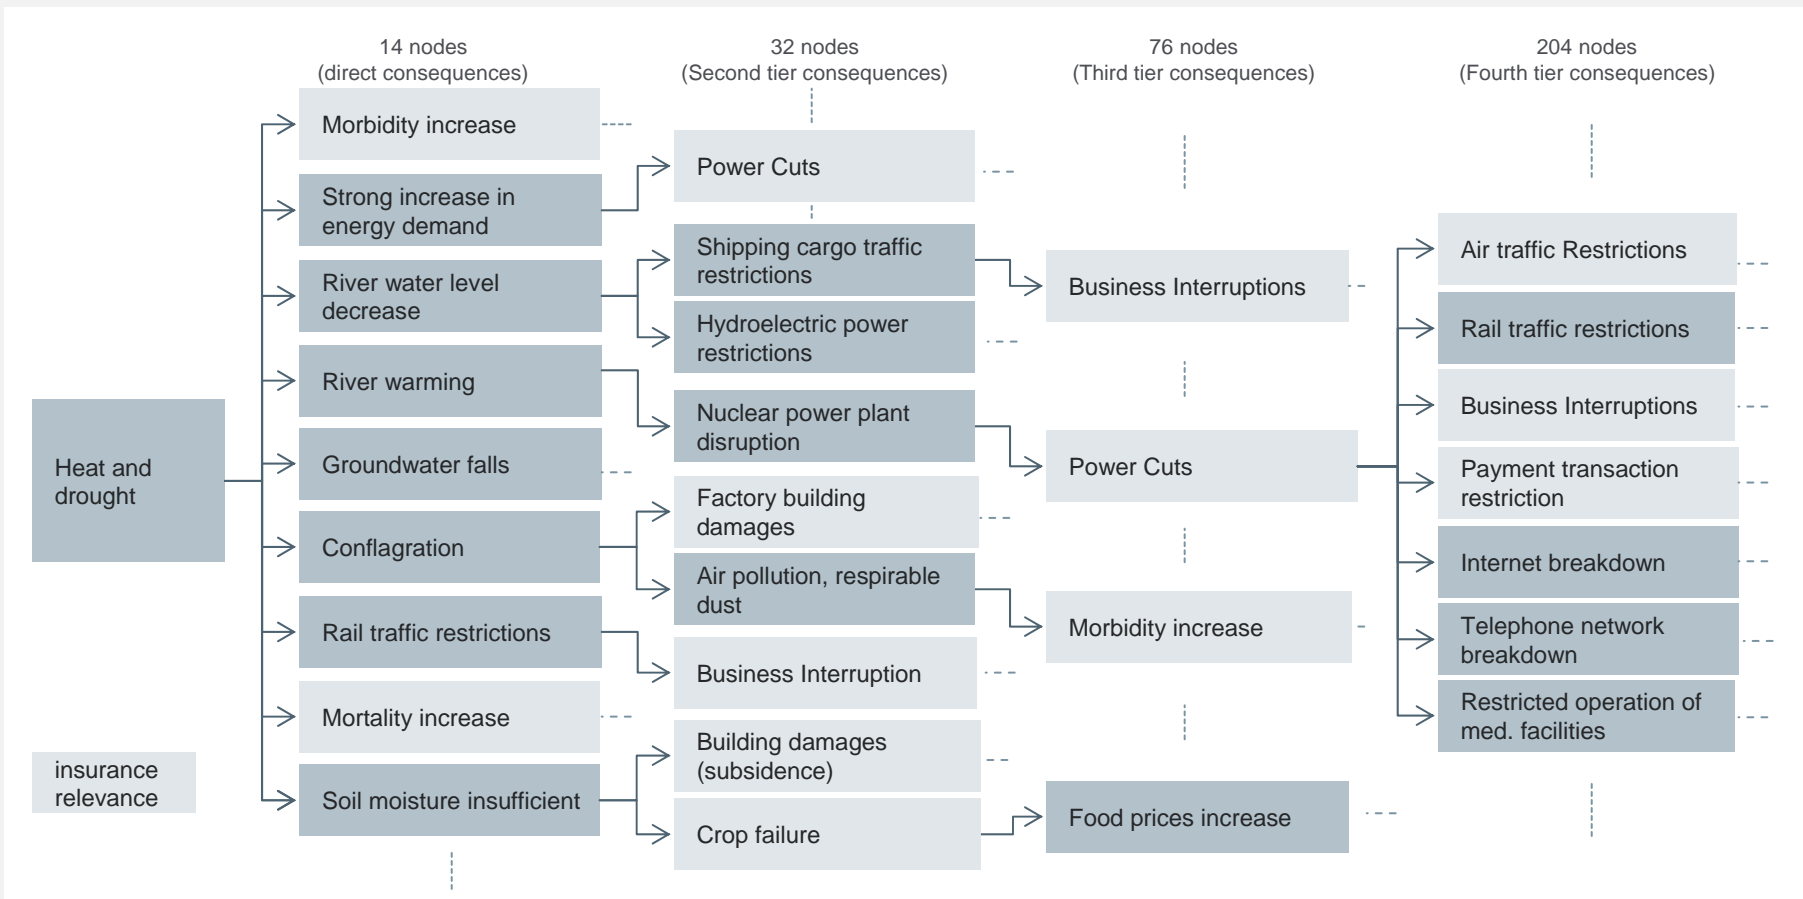 14 nodes
(direct consequences)
32 nodes
(Second tier consequences)
76 nodes
(Third tier consequences)
204 nodes
(Fourth tier consequences)
Heat and
drought
insurance
relevance
Morbidity increase
Strong increase in
energy demand
River water level
decrease
River warming
Groundwater falls
Conflagration
Rail traffic restrictions
Mortality increase
Soil moisture insufficient
Power Cuts
Shipping cargo traffic
restrictions
Hydroelectric power
restrictions
Nuclear power plant
disruption
Factory building
damages
Air pollution, respirable
dust
Business Interruption
Building damages
(subsidence)
Crop failure
Business Interruptions
Power Cuts
Morbidity increase
Food prices increase
Air traffic Restrictions
Rail traffic restrictions
Business Interruptions
Payment transaction
restriction
Internet breakdown
Telephone network
breakdown
Restricted operation of
med. facilities